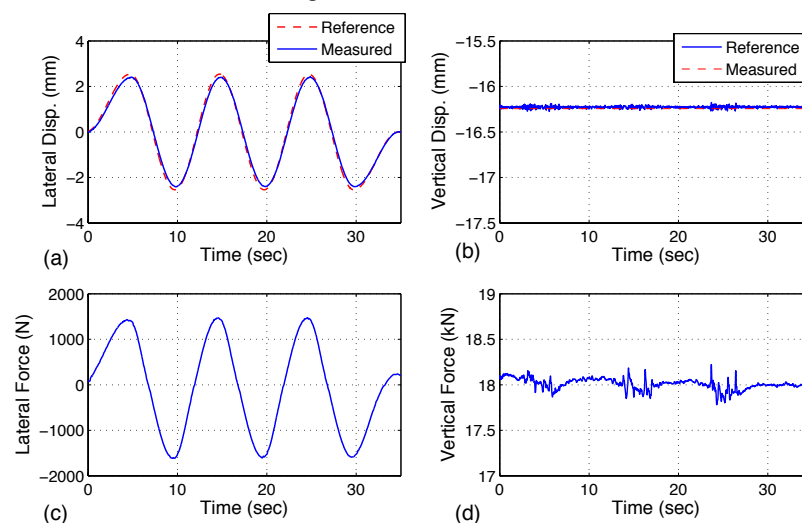 Reference
Measured
4
2
0
−2
−4
Lateral Disp. (mm)
0 10 20 30
Time (sec)
(a)
Reference
Measured
−15.5
−16
−16.5
−17
−17.5
Vertical Disp. (mm)
0 10 20 30
Time (sec)
(b)
2000
1000
0
−1000
−2000
Lateral Force (N)
0 10 20 30
Time (sec)
(c)
19
18.5
18
17.5
17
Vertical Force (kN)
0 10 20 30
Time (sec)
(d)